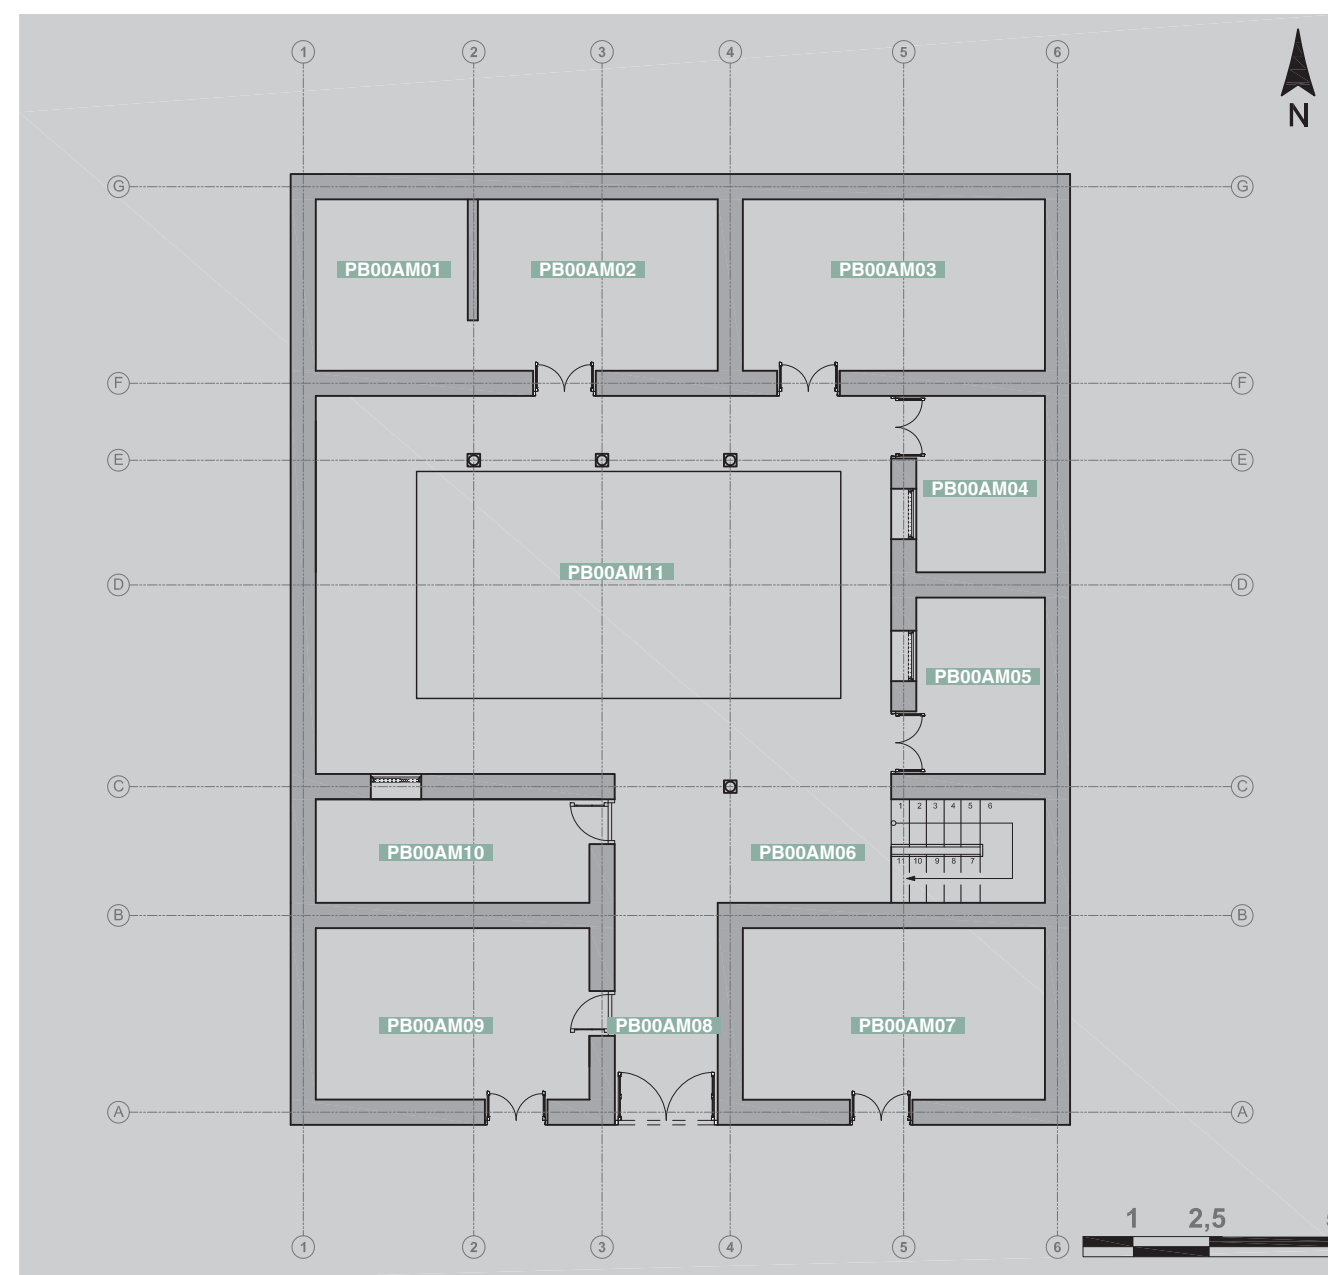 1 2 3 4 5 6
N
G G
PB00AM01 PB00AM02 PB00AM03
F F
E E
PB00AM04
PB00AM11
D D
PB00AM05
C C
1 2 3 4 5 6
PB00AM10 PB00AM06
11 10 9 8 7
B B
PB00AM09 PB00AM08 PB00AM07
A A
1 2,5
1 2 3 4 5 6